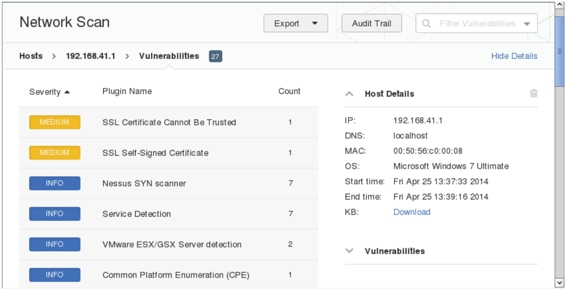 Network Scan
Export
Audit Trail
Filter Vulnerabilities
Hosts > 192.168.41.1 > Vulnerabilities 27
Hide Details
Severity Plugin Name Count
MEDIUM SSL Certificate Cannot Be Trusted 1
MEDIUM SSL Self-Signed Certificate 1
INFO Nessus SYN scanner 7
INFO Service Detection 7
INFO VMware ESX/GSX Server detection 2
INFO Common Platform Enumeration (CPE) 1
Host Details
IP: 192.168.41.1
DNS: localhost
MAC: 00:50:56:c0:00:08
OS: Microsoft Windows 7 Ultimate
Start time: Fri Apr 25 13:37:33 2014
End time: Fri Apr 25 13:39:16 2014
KB: Download
Vulnerabilities